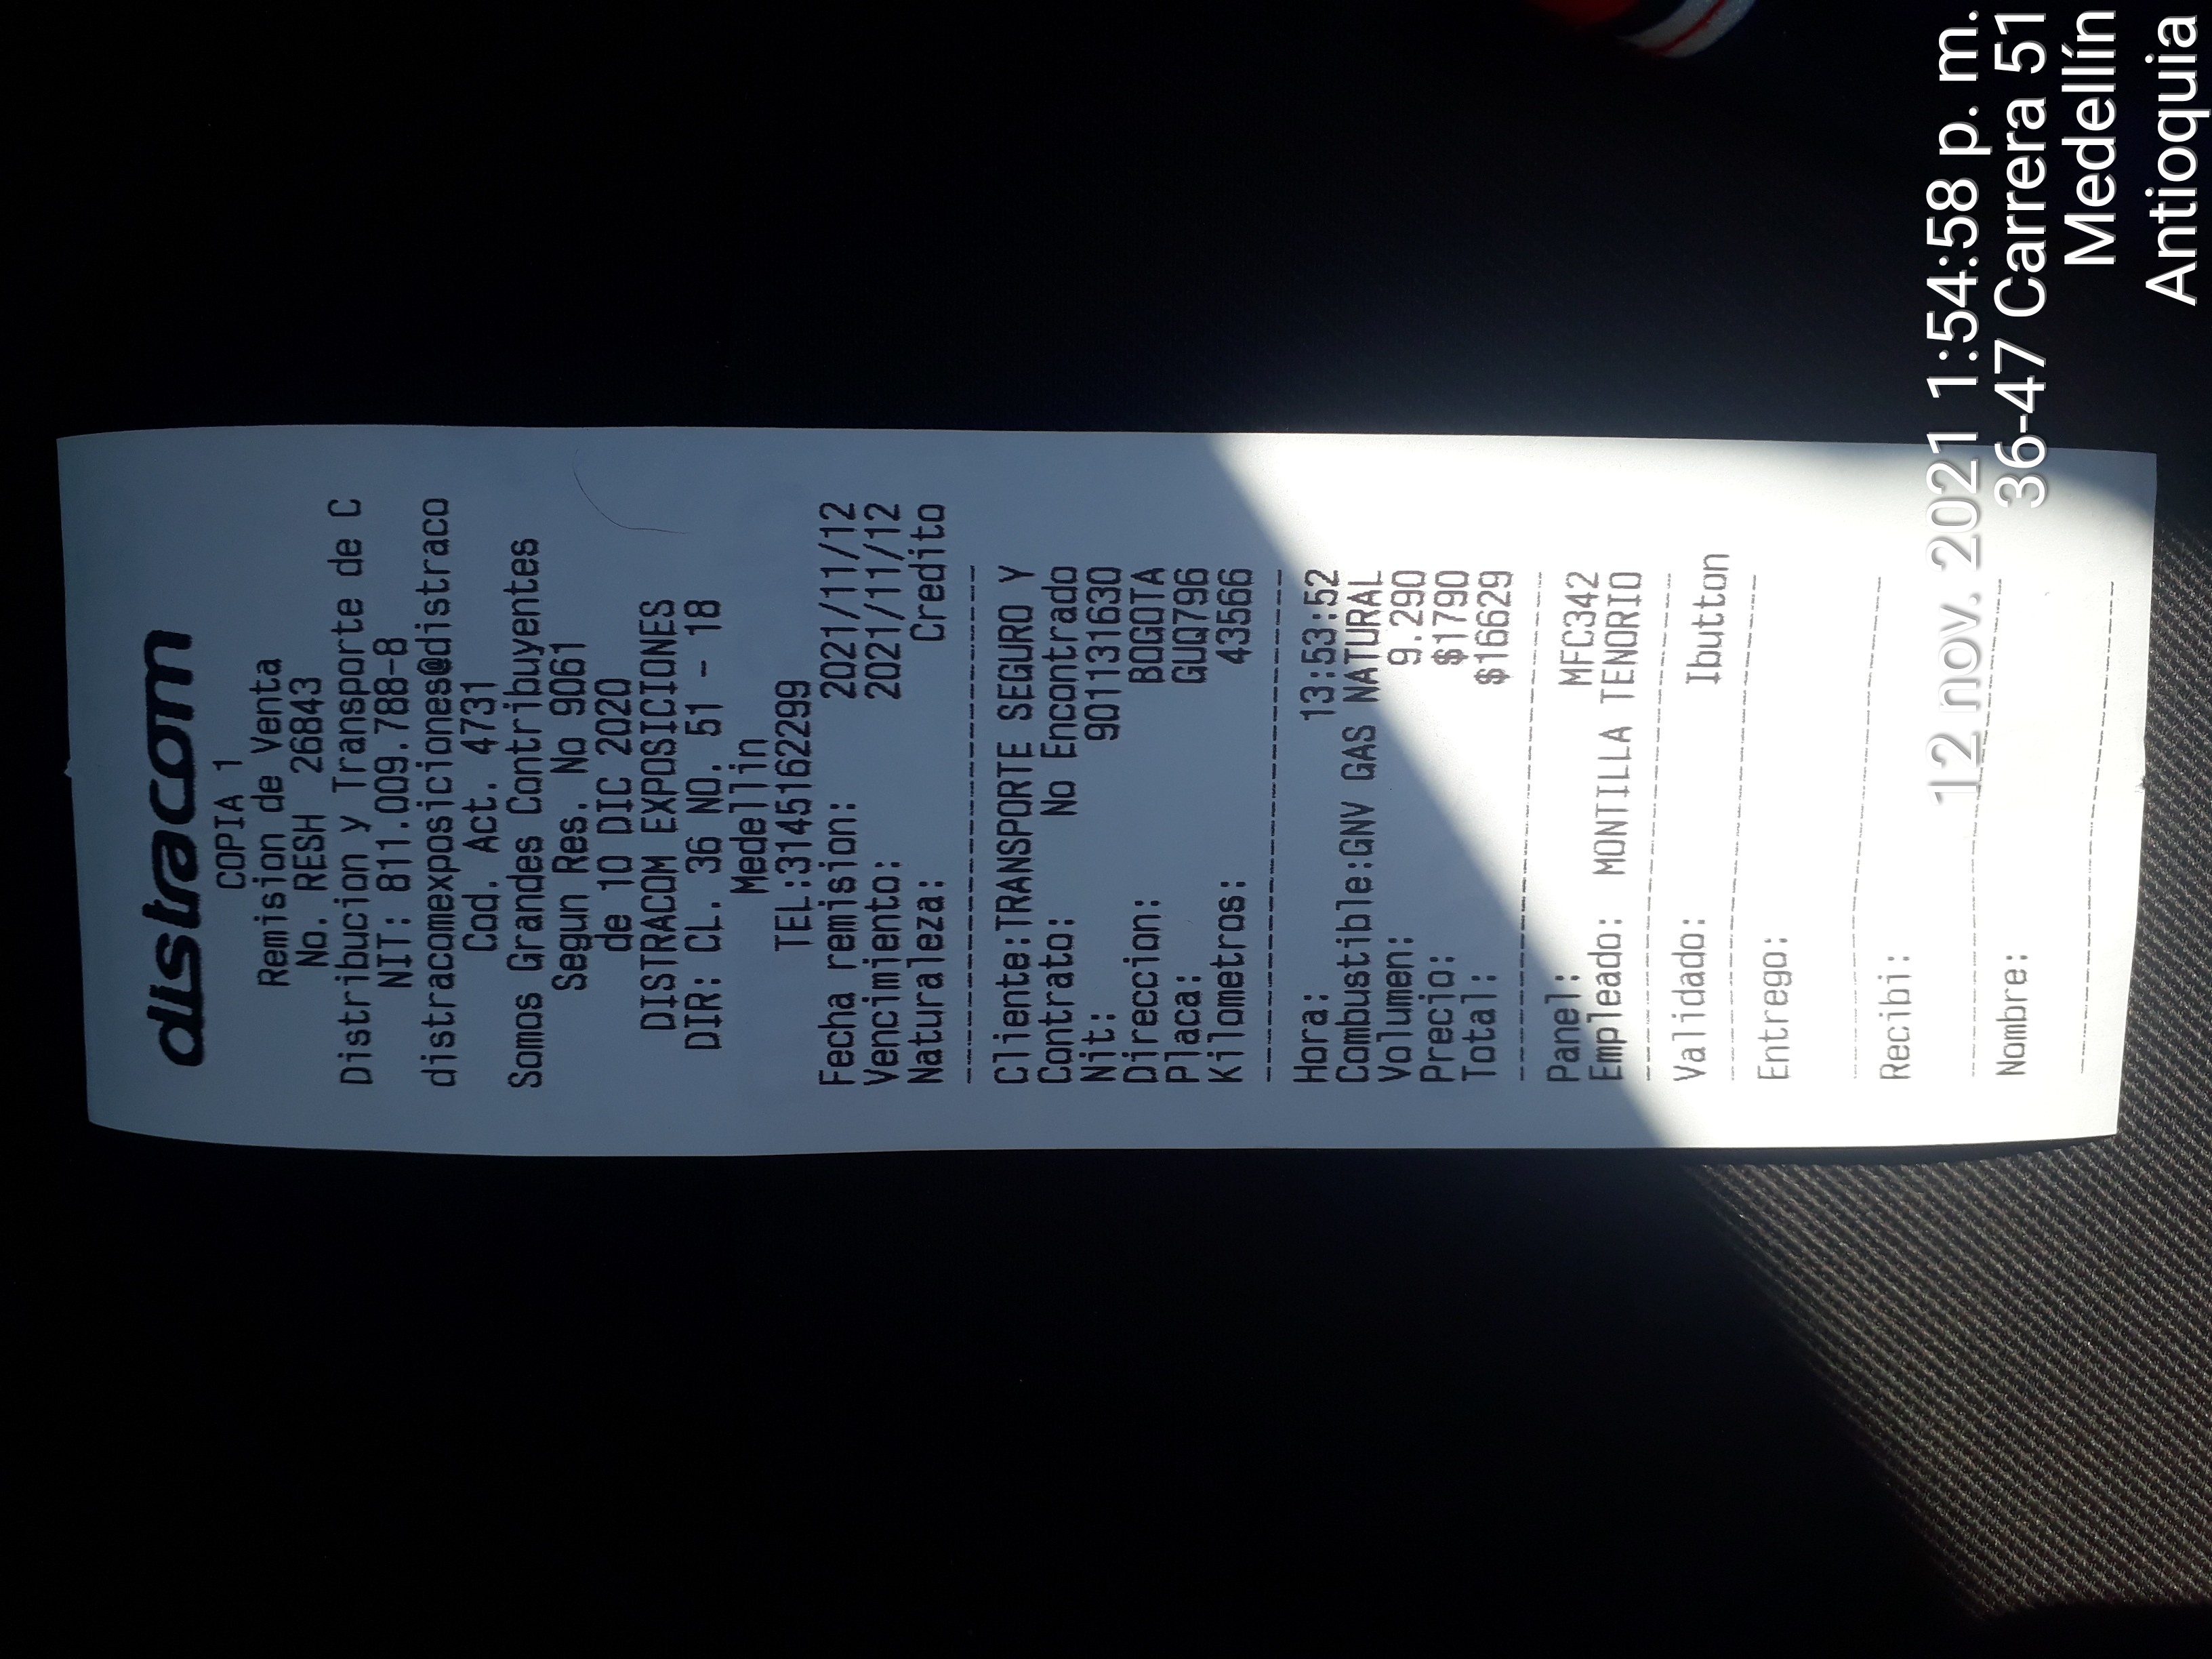 distracom
COPIA 1
Remision de Venta
No. RESH 26843
Distribucion y Transporte de C
NIT: 811.009.788-8
distracomexposiciones@distraco
Cod. Act. 4731
Somos Grandes Contribuyentes
Segun Res. No 9061
de 10 DIC 2020
DISTRACOM EXPOSICIONES
DIR: CL. 36 NO. 51 - 18
Medellin
TEL:3145162299
Fecha remision: 2021/11/12
Vencimiento: 2021/11/12
Naturaleza: Credito
Cliente:TRANSPORTE SEGURO Y
Contrato: No Encontrado
Nit: 901131630
Direccion: BOGOTA
Placa: GUQ796
Kilometros: 43566
Hora: 13:53:52
Combustible:GNV GAS NATURAL
Volumen: 9.290
Precio: $1790
Total: $16629
Panel: MFC342
Empleado: MONTILLA TENORIO
Validado: Ibutton
Entrego:
Recibi:
Nombre:
12 nov. 2021 1:54:58 p. m.
36-47 Carrera 51
Medellín
Antioquia